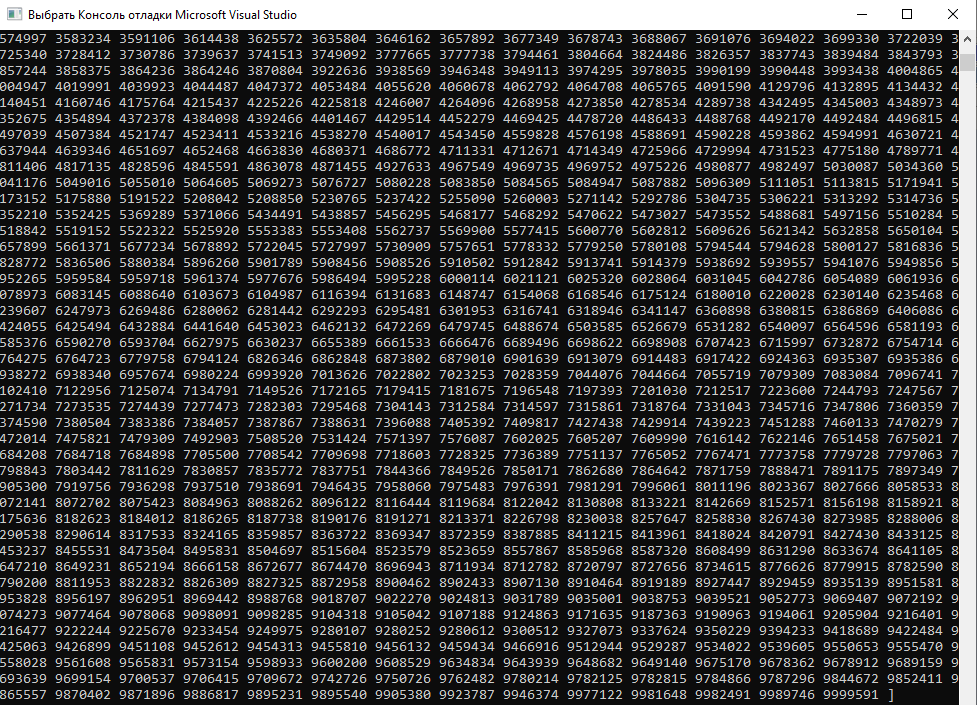 Выбрать Консоль отладки Microsoft Visual Studio
574997 3583234 3591106 3614438 3625572 3635804 3646162 3657892 3677349 3678743 3688067 3691076 3694022 3699330 3722039 3
725340 3728412 3730786 3739637 3741513 3749092 3777665 3777738 3794461 3804664 3824486 3826357 3837743 3839484 3843793 3
857244 3858375 3864236 3864246 3870804 3922636 3938569 3946348 3949113 3974295 3978035 3990199 3990448 3993438 4004865 4
004947 4019991 4039923 4044487 4047372 4053484 4055620 4060678 4062792 4064708 4065765 4091590 4129796 4132895 4134432 4
140451 4160746 4175764 4215437 4225226 4225818 4246007 4264096 4268958 4273850 4278534 4289738 4342495 4345003 4348973 4
352675 4354894 4372378 4384098 4392466 4401467 4429514 4452279 4469425 4478720 4486433 4488768 4492170 4492484 4496815 4
497039 4507384 4521747 4523411 4533216 4538270 4540017 4543450 4559828 4576198 4588691 4590228 4593862 4594991 4630721 4
637944 4639346 4651697 4652468 4663830 4680371 4686772 4711331 4712671 4714349 4725966 4729994 4731523 4775180 4789771 4
811406 4817135 4828596 4845591 4863078 4871455 4927633 4967549 4969735 4969752 4975226 4980877 4982497 5030087 5034360 5
041176 5049016 5055010 5064605 5069273 5076727 5080228 5083850 5084565 5084947 5087882 5096309 5111051 5113815 5171941 5
173152 5175880 5191522 5208042 5208850 5230765 5237422 5255090 5260003 5271142 5292786 5304735 5306221 5313292 5314736 5
352210 5352425 5369289 5371066 5434491 5438857 5456295 5468177 5468292 5470622 5473027 5473552 5488681 5497156 5510284 5
518842 5519152 5522322 5525920 5553383 5553408 5562737 5569900 5577415 5600770 5602812 5609626 5621342 5632858 5650104 5
657899 5661371 5677234 5678892 5722045 5727997 5730909 5757651 5778332 5779250 5780108 5794544 5794628 5800127 5816836 5
828772 5836506 5880384 5896260 5901789 5908456 5908526 5910502 5912842 5913741 5914379 5938692 5939557 5941076 5949856 5
952265 5959584 5959718 5961374 5977676 5986494 5995228 6000114 6021121 6025320 6028064 6031045 6042786 6054089 6061936 6
078973 6083145 6088640 6103673 6104987 6116394 6131683 6148747 6154068 6168546 6175124 6180010 6220028 6230140 6235468 6
239607 6247973 6269486 6280062 6281442 6292293 6295481 6301953 6316741 6318946 6341147 6360898 6380815 6386869 6406086 6
424055 6425494 6432884 6441640 6453023 6462132 6472269 6479745 6488674 6503585 6526679 6531282 6540097 6564596 6581193 6
585376 6590270 6593704 6627975 6630237 6655389 6661533 6666476 6689496 6698622 6698908 6707423 6715997 6732872 6754714 6
764275 6764723 6779758 6794124 6826346 6862848 6873802 6879010 6901639 6913079 6914483 6917422 6924363 6935307 6935386 6
938272 6938340 6957674 6980224 6993920 7013626 7022802 7023253 7028359 7044076 7044664 7055719 7079309 7083084 7096741 7
102410 7122956 7125074 7134791 7149526 7172165 7179415 7181675 7196548 7197393 7201030 7212517 7223600 7244793 7247567 7
271734 7273535 7274439 7277473 7282303 7295468 7304143 7312584 7314597 7315861 7318764 7331043 7345716 7347806 7360359 7
374590 7380504 7383386 7384057 7387867 7388631 7396088 7405392 7409817 7427438 7429914 7439223 7451288 7460133 7470279 7
472014 7475821 7479309 7492903 7508520 7531424 7571397 7576087 7602025 7605207 7609990 7616142 7622146 7651458 7675021 7
684208 7684718 7684898 7705500 7708542 7709698 7718603 7728325 7736389 7751137 7765052 7767471 7773758 7779728 7797063 7
798843 7803442 7811629 7830857 7835772 7837751 7844366 7849526 7850171 7862680 7864642 7871759 7888471 7891175 7897349 7
905300 7919756 7936298 7937510 7938691 7946435 7958060 7975483 7976391 7981291 7996061 8011196 8023367 8027666 8058533 8
072141 8072702 8075423 8084963 8088262 8096122 8116444 8119684 8122042 8130808 8133221 8142669 8152571 8156198 8158921 8
175636 8182623 8184012 8186265 8187738 8190176 8191271 8213371 8226798 8230038 8257647 8258830 8267430 8273985 8288006 8
290538 8290614 8317533 8324165 8359857 8363722 8369347 8372359 8387885 8411215 8413961 8418024 8420791 8427430 8433125 8
453237 8455531 8473504 8495831 8504697 8515604 8523579 8523659 8557867 8585968 8587320 8608499 8631290 8633674 8641105 8
647210 8649231 8652194 8666158 8672677 8674470 8696943 8711934 8712782 8720797 8727656 8734615 8776626 8779915 8782590 8
790200 8811953 8822832 8826309 8827325 8872958 8900462 8902433 8907130 8910464 8919189 8927447 8929459 8935139 8951581 8
953828 8956197 8962951 8969442 8988768 9018707 9022270 9024813 9031789 9035001 9038753 9039521 9052773 9069407 9072192 9
074273 9077464 9078068 9098091 9098285 9104318 9105042 9107188 9124863 9171635 9187363 9190963 9194061 9205904 9216401 9
216477 9222244 9225670 9233454 9249975 9280107 9280252 9280612 9300512 9327073 9337624 9350229 9394233 9418689 9422484 9
425063 9426899 9451108 9452612 9454313 9455810 9456132 9459434 9466916 9512944 9529287 9534022 9539605 9550653 9555470 9
558028 9561608 9565831 9573154 9598933 9600200 9608529 9634834 9643939 9648682 9649140 9675170 9678362 9678912 9689159 9
693639 9699154 9700537 9706415 9709672 9742726 9750726 9762482 9780214 9782125 9782815 9784866 9787296 9844672 9852411 9
865557 9870402 9871896 9886817 9895231 9895540 9905380 9923787 9946374 9977122 9981648 9982491 9989746 9999591 ]